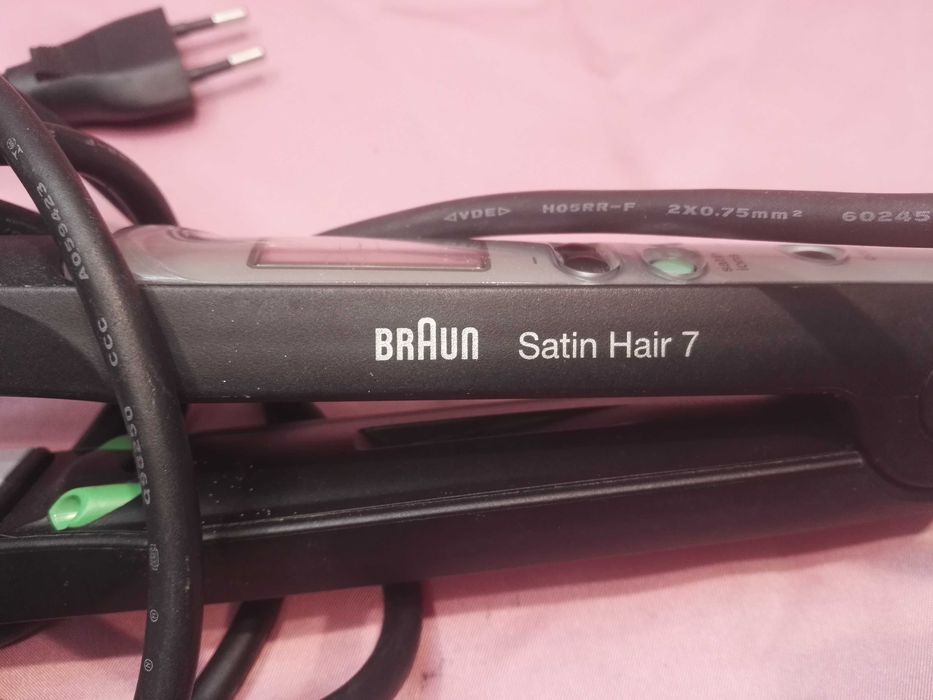 ◁VDE▷ H05RR-F 2X0.75mm² 60245
BRAUN Satin Hair 7
A059423
CCC